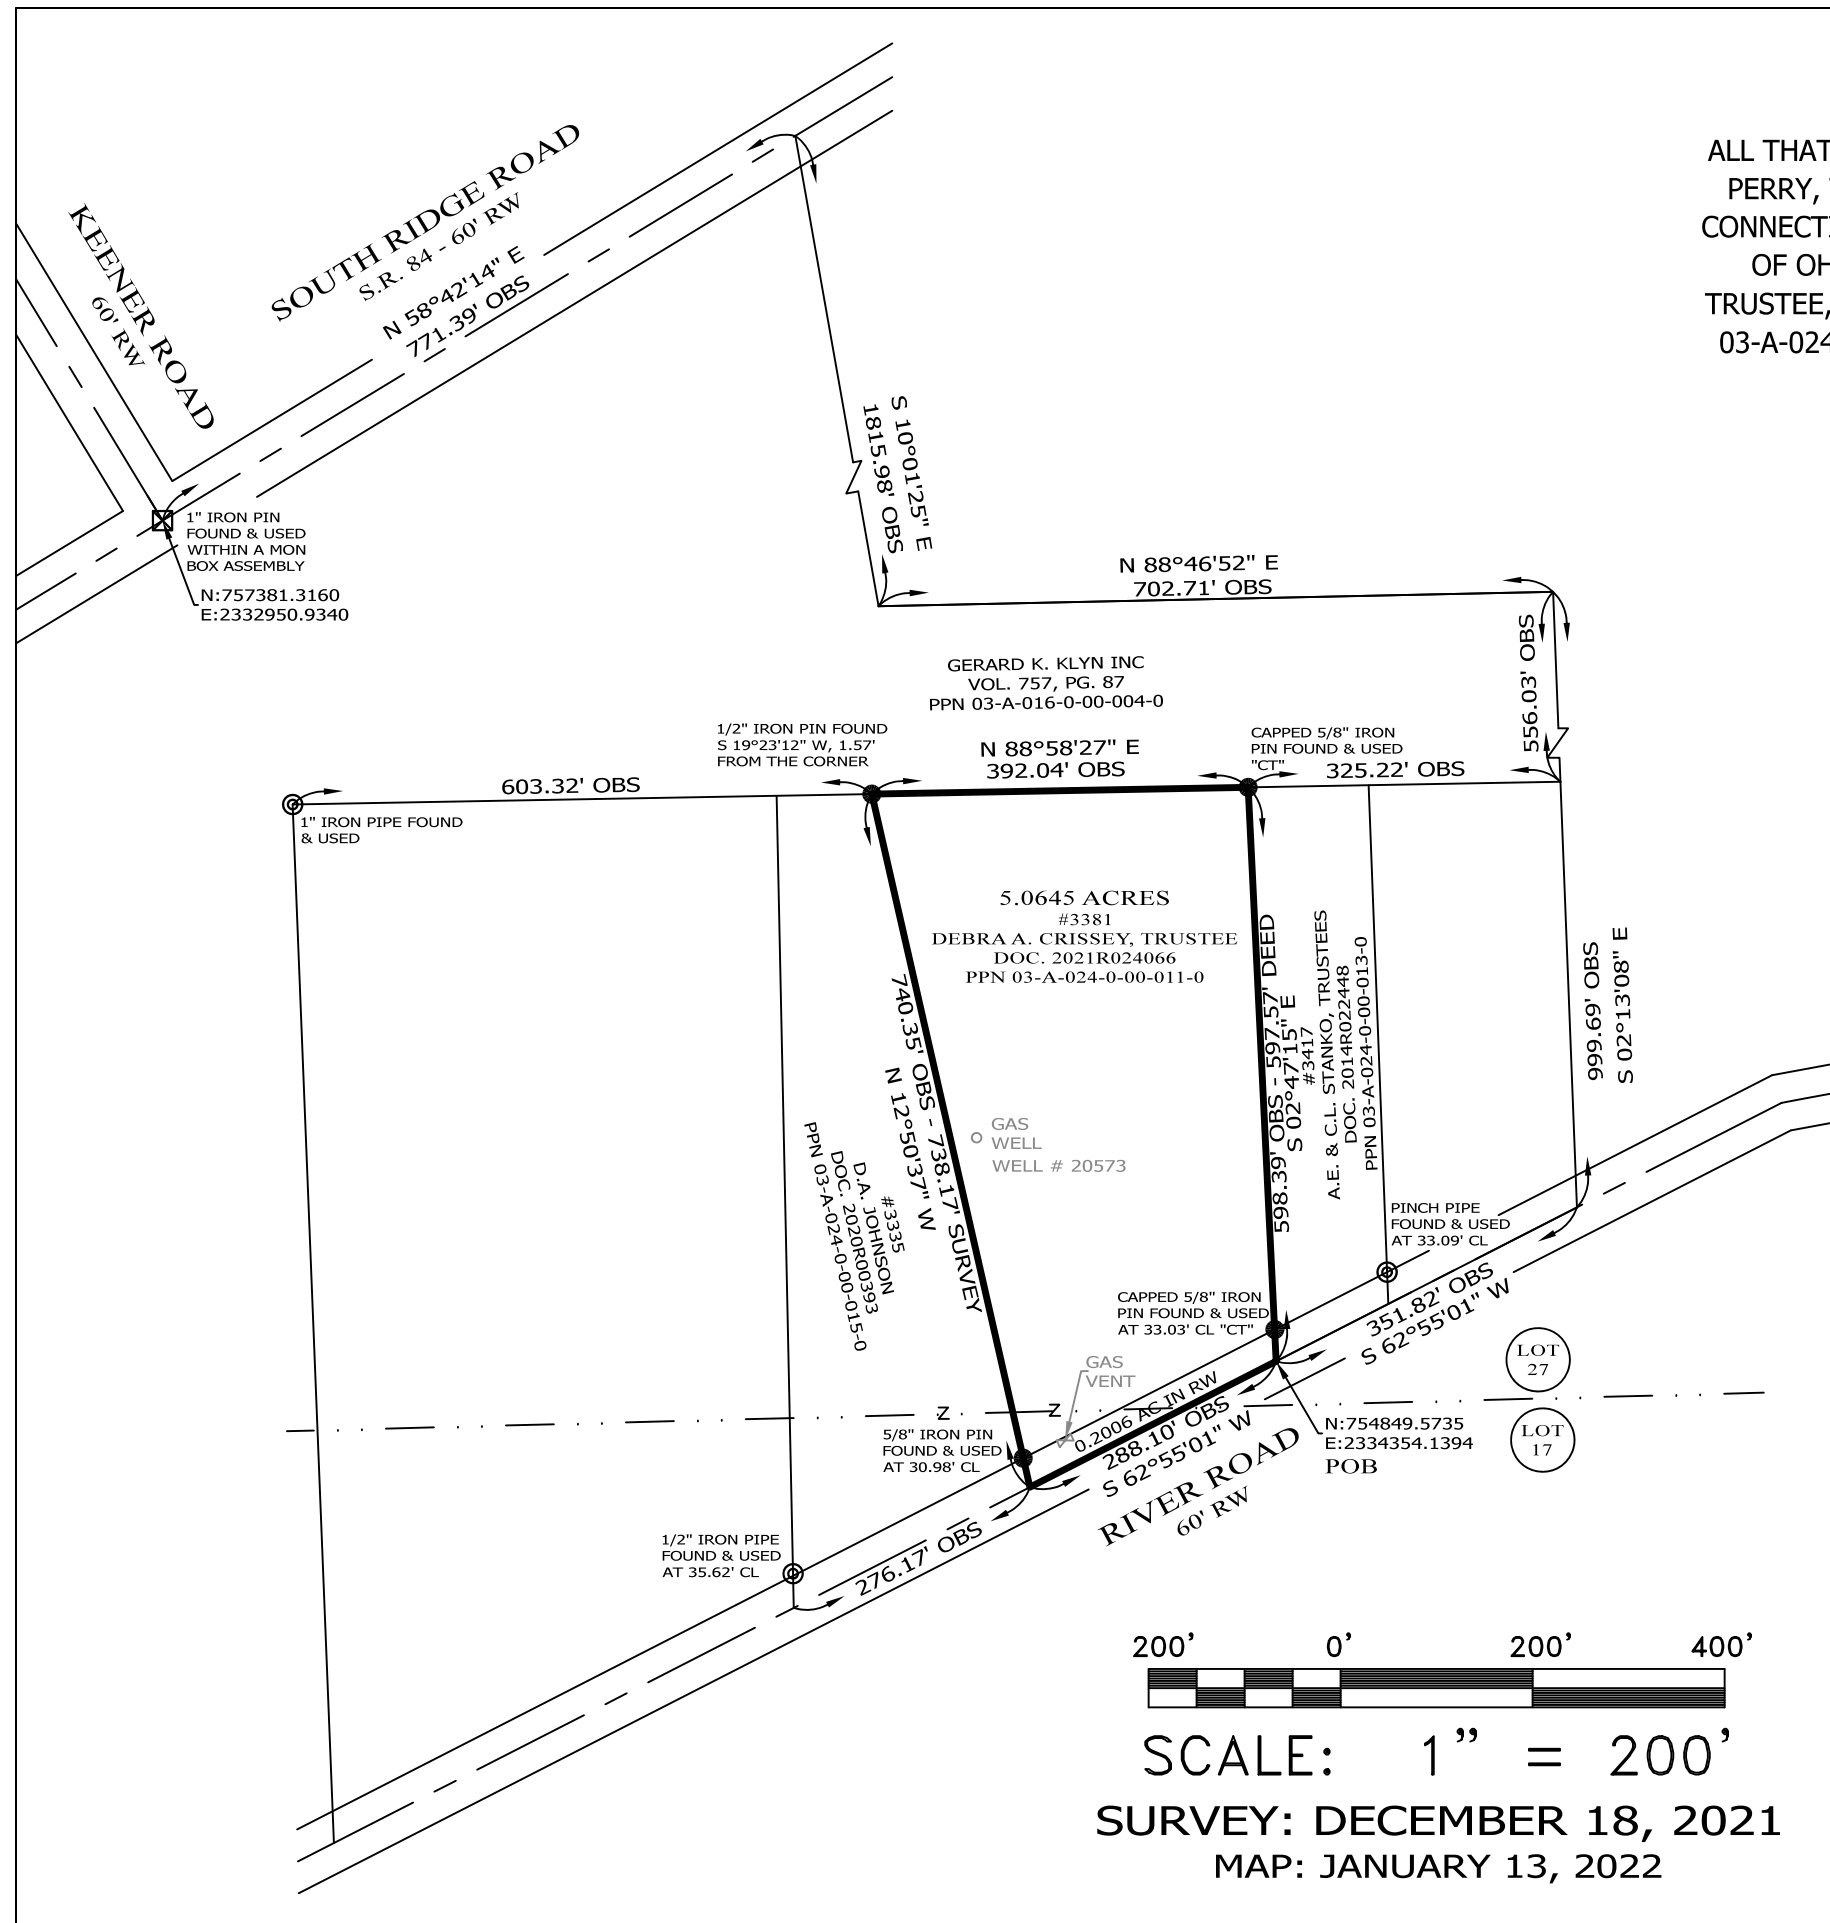 ALL THAT
PERRY,
CONNECTI
OF OH
TRUSTEE,
03-A-024
KEENER ROAD
60' RW
SOUTH RIDGE ROAD
S.R. 84 - 60' RW
N 58°42'14" E
771.39' OBS
1" IRON PIN
FOUND & USED
WITHIN A MON
BOX ASSEMBLY
N:757381.3160
E:2332950.9340
S 10°01'25" E
1815.98' OBS
N 88°46'52" E
702.71' OBS
556.03' OBS
GERARD K. KLYN INC
VOL. 757, PG. 87
PPN 03-A-016-0-00-004-0
1/2" IRON PIN FOUND
S 19°23'12" W, 1.57'
FROM THE CORNER
N 88°58'27" E
392.04' OBS
CAPPED 5/8" IRON
PIN FOUND & USED
"CT"
325.22' OBS
603.32' OBS
1" IRON PIPE FOUND
& USED
5.0645 ACRES
#3381
DEBRA A. CRISSEY, TRUSTEE
DOC. 2021R024066
PPN 03-A-024-0-00-011-0
740.35' OBS - 738.17' SURVEY
N 12°50'37" W
GAS
WELL
WELL # 20573
598.39' OBS - 597.57' DEED
S 02°47'15" E
#3417
A.E. & C.L. STANKO, TRUSTEES
DOC. 2014R022448
PPN 03-A-024-0-00-013-0
999.69' OBS
S 02°13'08" E
#3335
D.A. JOHNSON
DOC. 2020R00393
PPN 03-A-024-0-00-015-0
PINCH PIPE
FOUND & USED
AT 33.09' CL
CAPPED 5/8" IRON
PIN FOUND & USED
AT 33.03' CL "CT"
351.82' OBS
S 62°55'01" W
GAS
VENT
LOT
27
LOT
17
Z
Z
0.2006 AC IN RW
288.10' OBS
S 62°55'01" W
N:754849.5735
E:2334354.1394
POB
5/8" IRON PIN
FOUND & USED
AT 30.98' CL
RIVER ROAD
60' RW
276.17' OBS
1/2" IRON PIPE
FOUND & USED
AT 35.62' CL
200' 0' 200' 400'
SCALE: 1" = 200'
SURVEY: DECEMBER 18, 2021
MAP: JANUARY 13, 2022